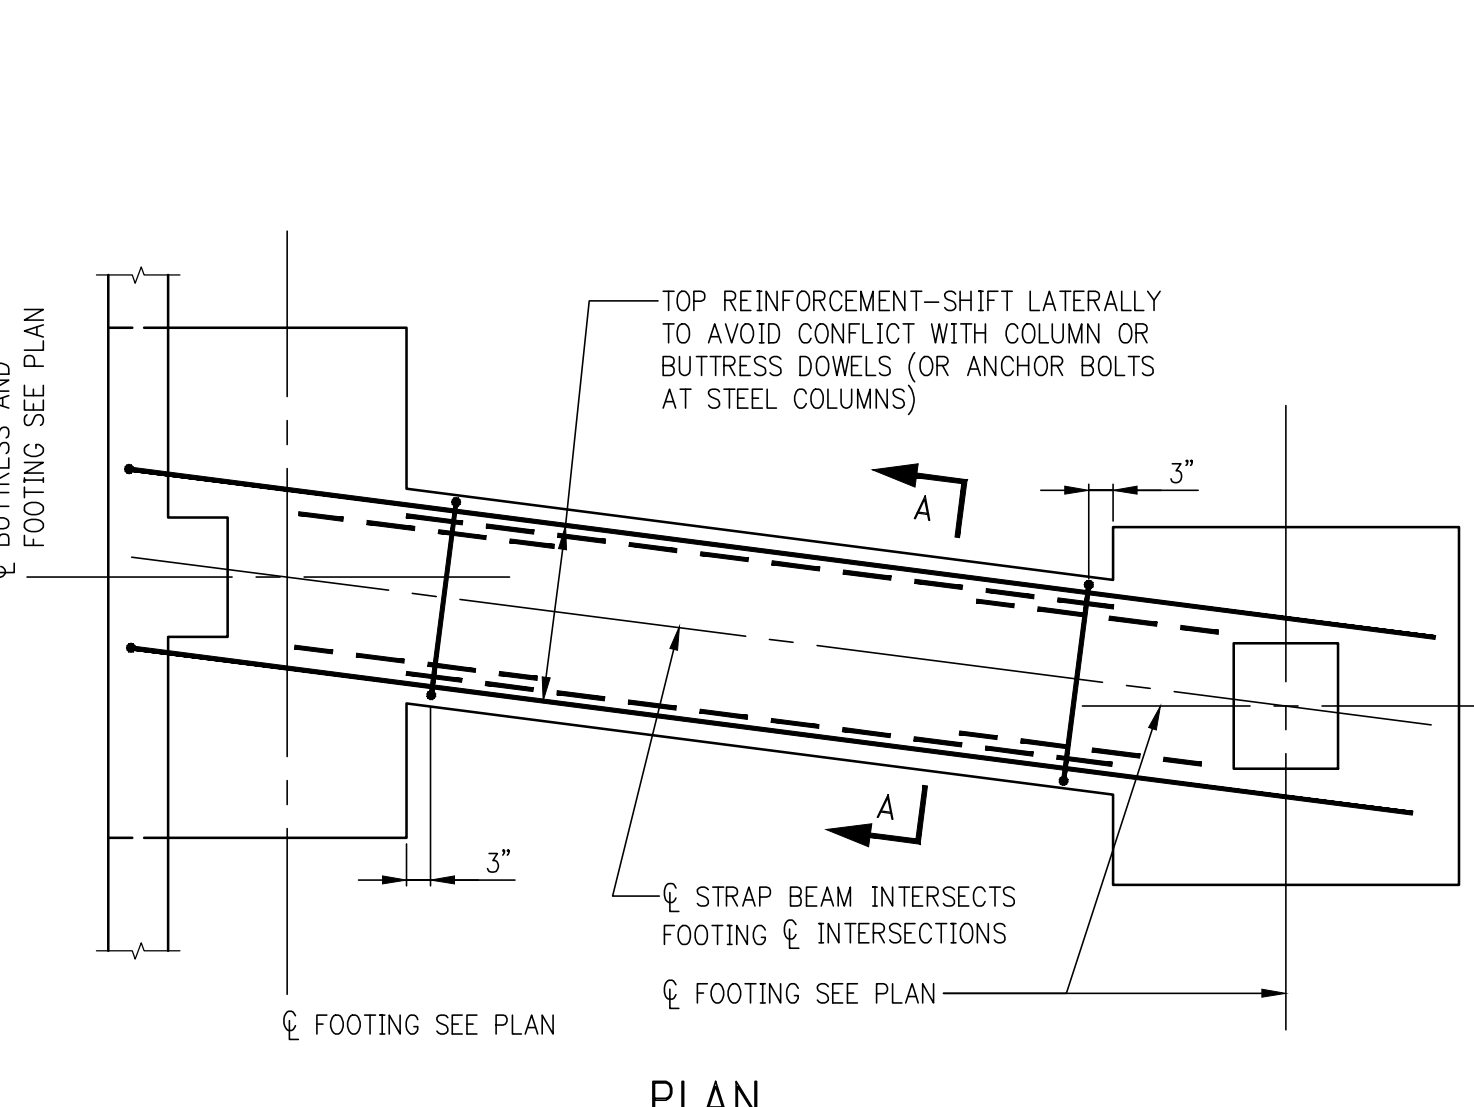 TOP REINFORCEMENT–SHIFT LATERALLY
TO AVOID CONFLICT WITH COLUMN OR
BUTTRESS DOWELS (OR ANCHOR BOLTS
AT STEEL COLUMNS)
℄ BUTTRESS AND
FOOTING SEE PLAN
A
3"
A
3"
℄ STRAP BEAM INTERSECTS
FOOTING ℄ INTERSECTIONS
℄ FOOTING SEE PLAN
℄ FOOTING SEE PLAN
PLAN